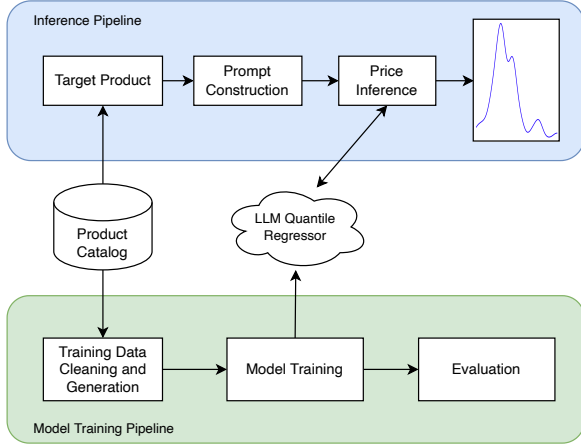 Inference Pipeline
Target Product
Prompt
Construction
Price
Inference
Product
Catalog
LLM Quantile
Regressor
Training Data
Cleaning and
Generation
Model Training
Evaluation
Model Training Pipeline